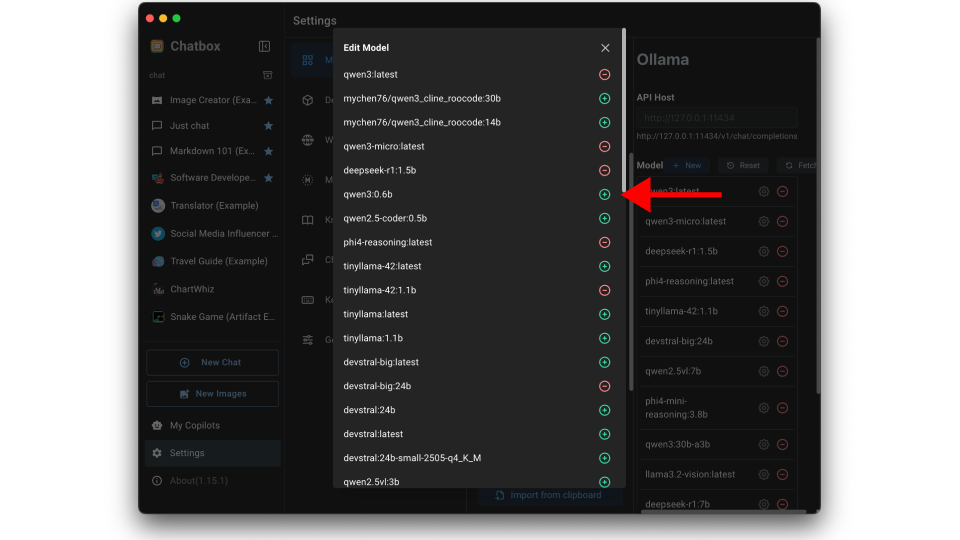 Settings
Chatbox
chat
Image Creator (Exa...
Just chat
Markdown 101 (Ex...
Software Develope...
Translator (Example)
Social Media Influencer ...
Travel Guide (Example)
ChartWhiz
Snake Game (Artifact E...
New Chat
New Images
My Copilots
Settings
About(1.15.1)
Edit Model
qwen3:latest
mychen76/qwen3_cline_roocode:30b
mychen76/qwen3_cline_roocode:14b
qwen3-micro:latest
deepseek-r1:1.5b
qwen3:0.6b
qwen2.5-coder:0.5b
phi4-reasoning:latest
tinyllama-42:latest
tinyllama-42:1.1b
tinyllama:latest
tinyllama:1.1b
devstral-big:latest
devstral-big:24b
devstral:24b
devstral:latest
devstral:24b-small-2505-q4_K_M
qwen2.5vl:3b
Import from clipboard
Ollama
API Host
http://127.0.0.1:11434
http://127.0.0.1:11434/v1/chat/completions
Model + New Reset Fetch
qwen3:latest
qwen3-micro:latest
deepseek-r1:1.5b
phi4-reasoning:latest
tinyllama-42:1.1b
devstral-big:24b
qwen2.5vl:7b
phi4-mini-
reasoning:3.8b
qwen3:30b-a3b
llama3.2-vision:latest
deepseek-r1:7b